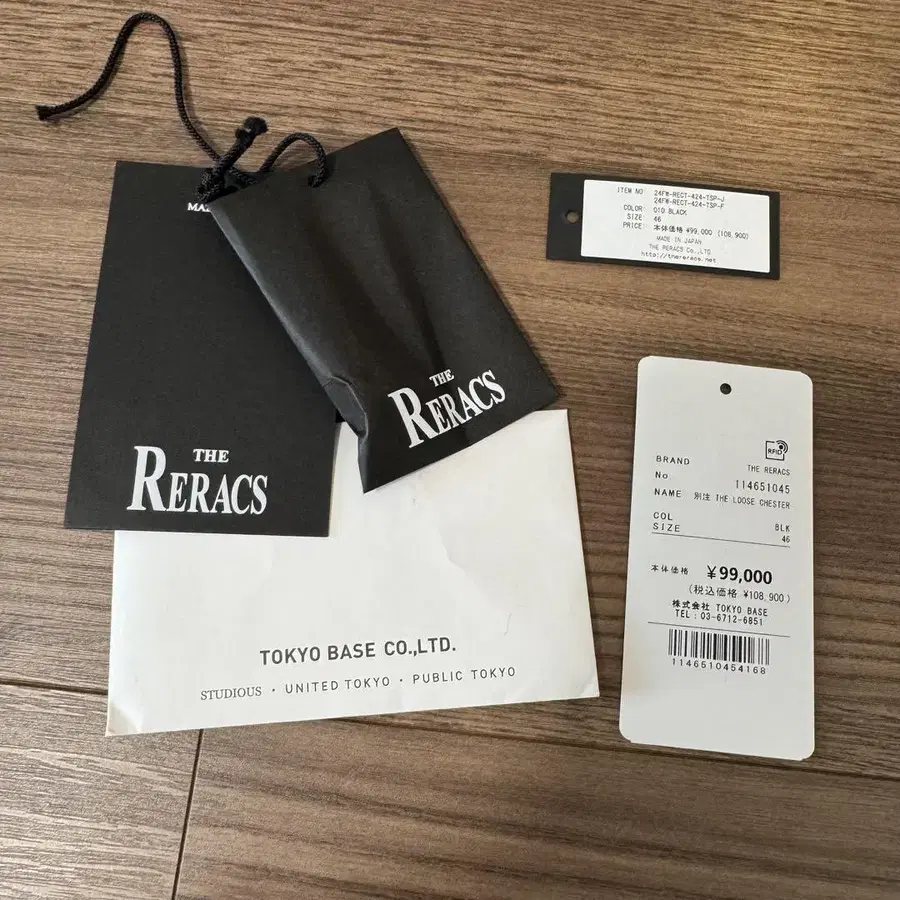 MA
THE
RERACS
THE
RERACS
TOKYO BASE CO.,LTD.
STUDIOUS · UNITED TOKYO · PUBLIC TOKYO
ITEM NO 24FW-RECT-424-TSP-J
24FW-RECT-424-TSP-F
COLOR 010 BLACK
SIZE: 46
PRICE: 本体価格 ¥99,000 (108,900)
MADE IN JAPAN
THE RERACS Co.,LTD
http://thereracs.net
RFID
BRAND THE RERACS
No 114651045
NAME 別注 THE LOOSE CHESTER
COL BLK
SIZE 46
本体価格 ¥99,000
(税込価格 ¥108,900)
株式会社 TOKYO BASE
TEL:03-6712-6851
1146510454168